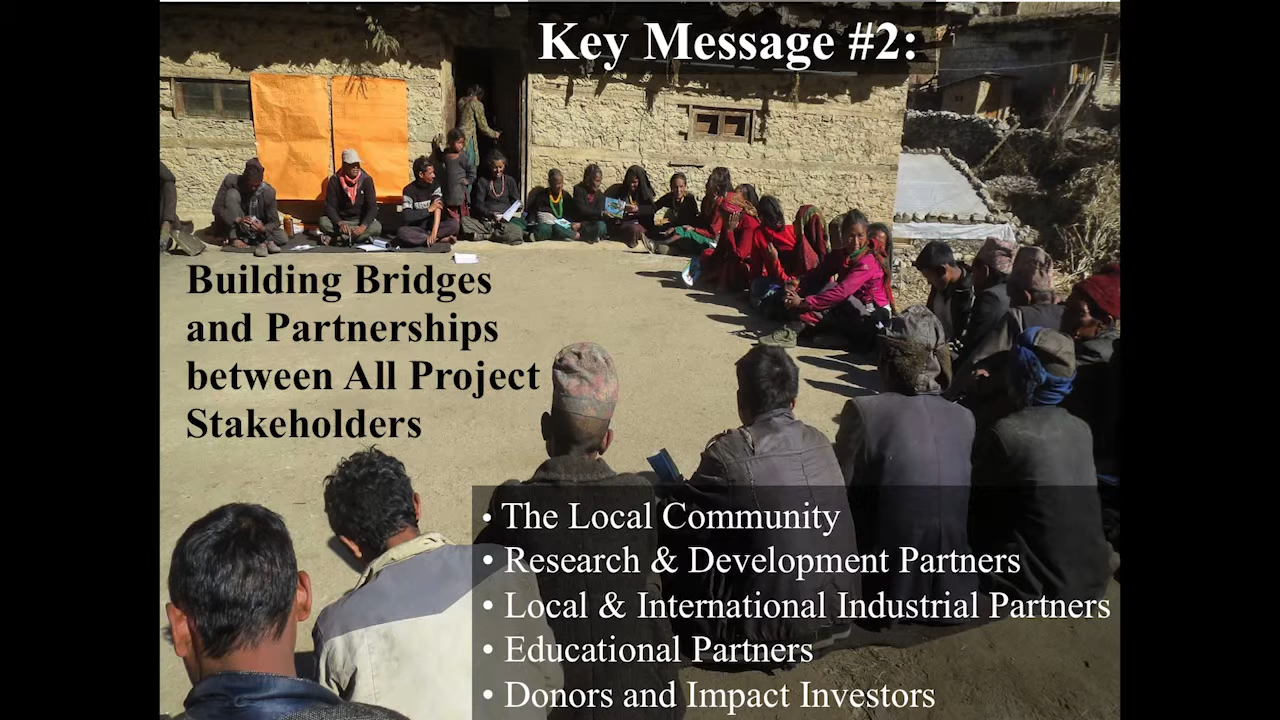 Key Message #2:
Building Bridges
and Partnerships
between All Project
Stakeholders
• The Local Community
• Research & Development Partners
• Local & International Industrial Partners
• Educational Partners
• Donors and Impact Investors